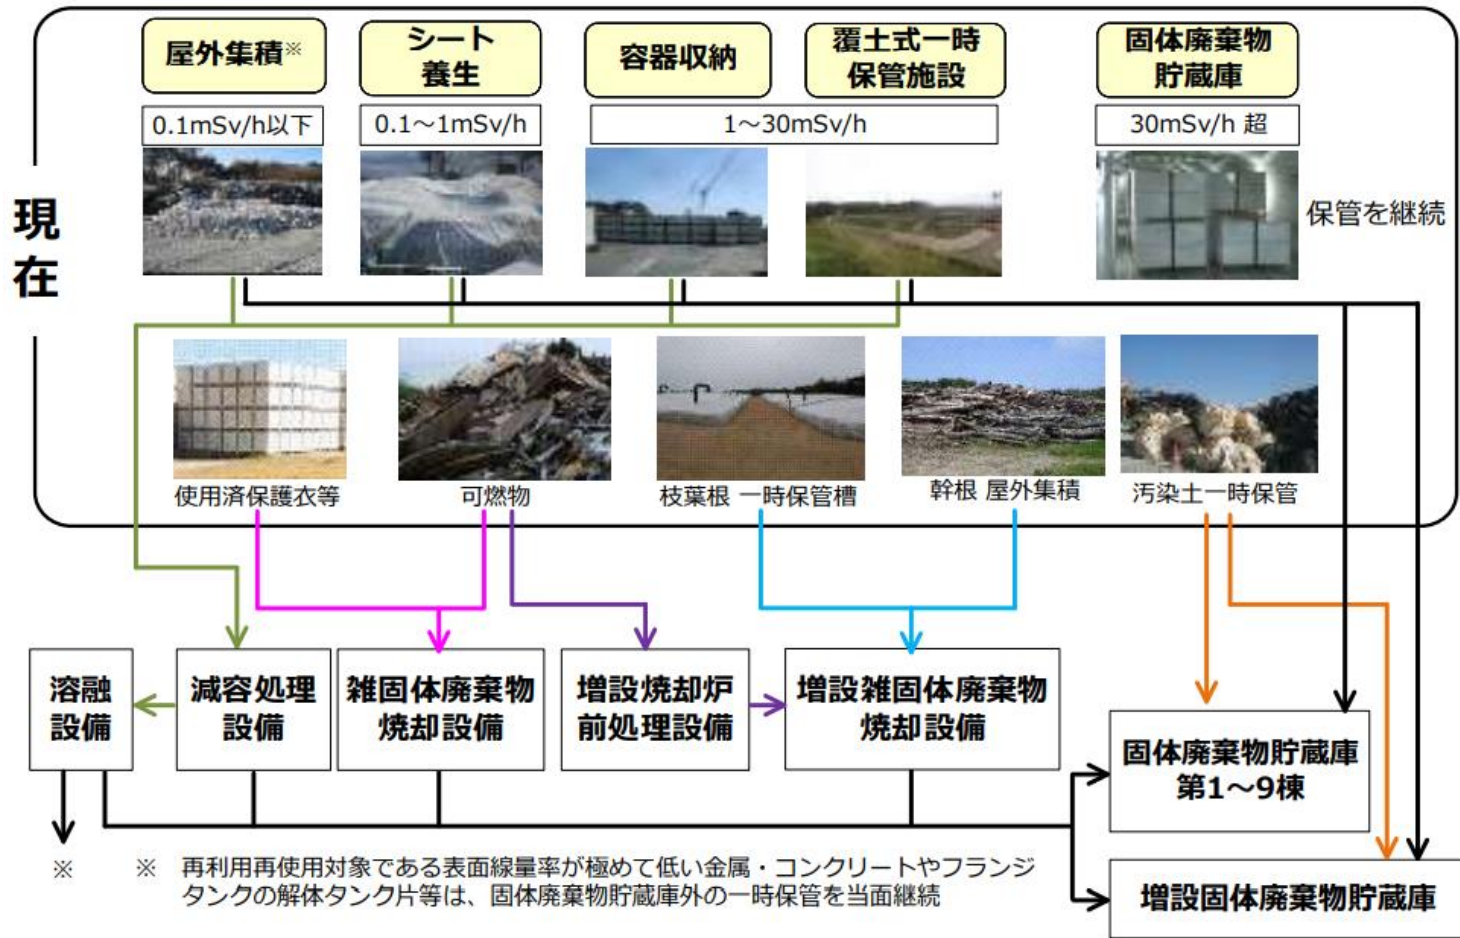 屋外集積※
シート
養生
容器収納
覆土式一時
保管施設
固体廃棄物
貯蔵庫
0.1mSv/h以下
0.1～1mSv/h
1～30mSv/h
30mSv/h 超
現
在
保管を継続
使用済保護衣等
可燃物
枝葉根 一時保管槽
幹根 屋外集積
汚染土一時保管
溶融
設備
減容処理
設備
雑固体廃棄物
焼却設備
増設焼却炉
前処理設備
増設雑固体廃棄物
焼却設備
固体廃棄物貯蔵庫
第1～9棟
増設固体廃棄物貯蔵庫
※
※ 再利用再使用対象である表面線量率が極めて低い金属・コンクリートやフランジ
タンクの解体タンク片等は、固体廃棄物貯蔵庫外の一時保管を当面継続